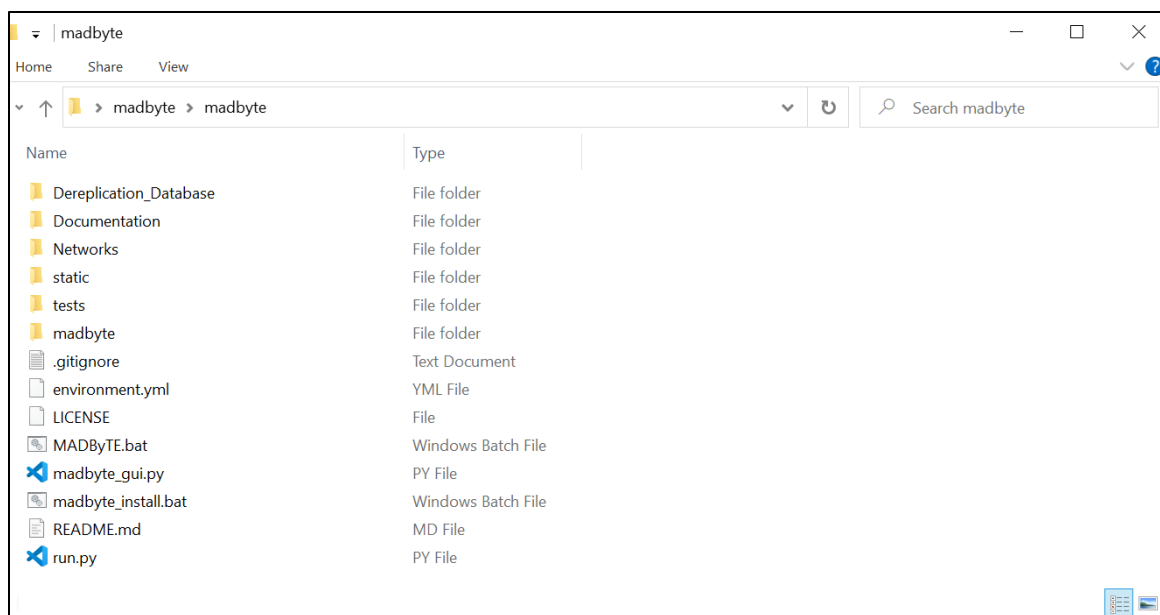 madbyte
Home Share View
madbyte > madbyte
Search madbyte
Name Type
Dereplication_Database File folder
Documentation File folder
Networks File folder
static File folder
tests File folder
madbyte File folder
.gitignore Text Document
environment.yml YML File
LICENSE File
MADByTE.bat Windows Batch File
madbyte_gui.py PY File
madbyte_install.bat Windows Batch File
README.md MD File
run.py PY File